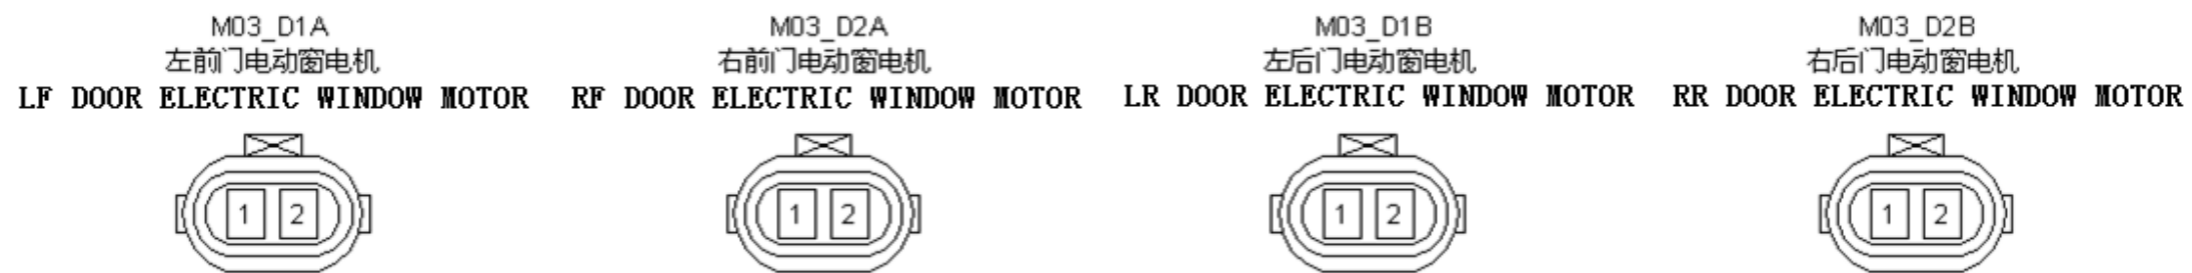 M03_D1A
左前门电动窗电机
LF DOOR ELECTRIC WINDOW MOTOR
1 2
M03_D2A
右前门电动窗电机
RF DOOR ELECTRIC WINDOW MOTOR
1 2
M03_D1B
左后门电动窗电机
LR DOOR ELECTRIC WINDOW MOTOR
1 2
M03_D2B
右后门电动窗电机
RR DOOR ELECTRIC WINDOW MOTOR
1 2